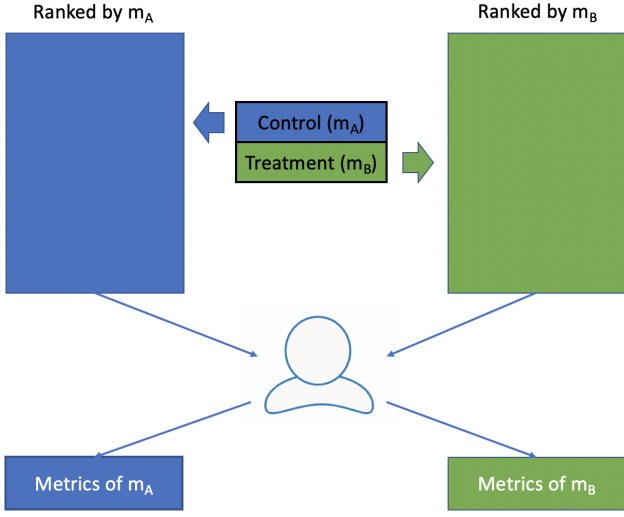 Ranked by mA
Ranked by mB
Control (mA)
Treatment (mB)
Metrics of mA
Metrics of mB